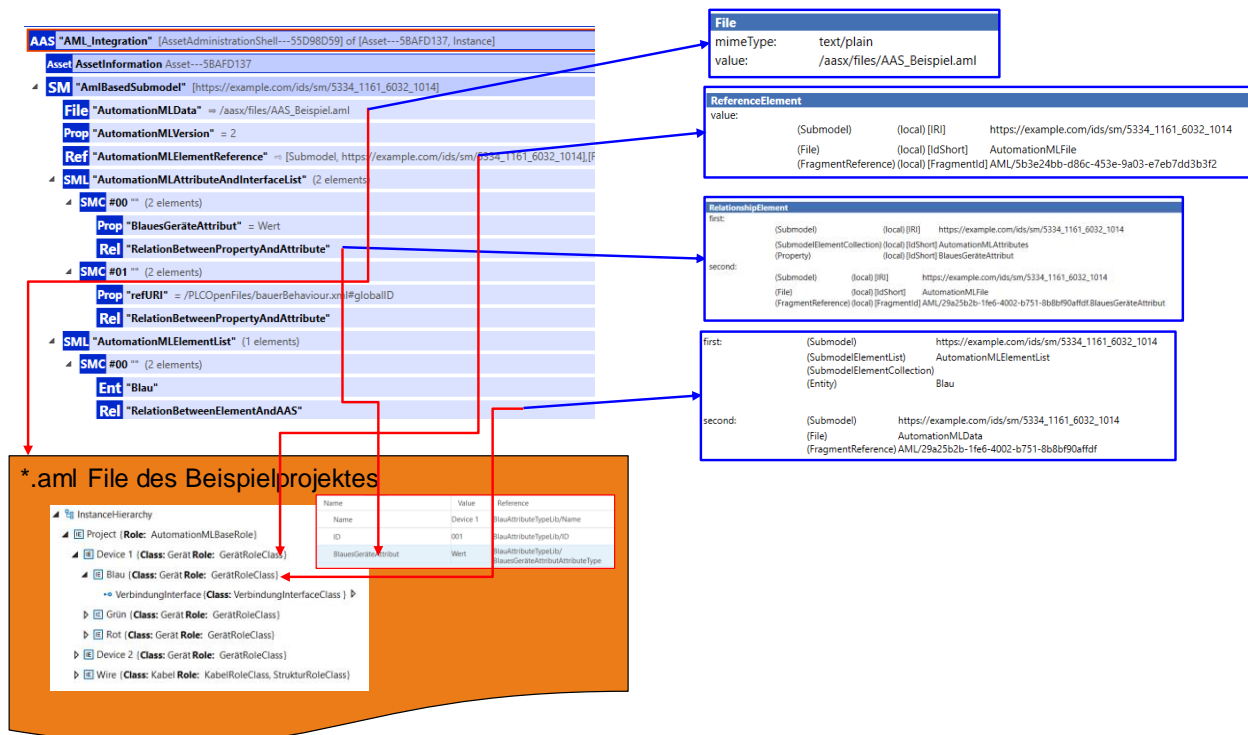 AAS "AML_Integration" [AssetAdministrationShell---55D98D59] of [Asset---5BAFD137, Instance]
Asset AssetInformation Asset---5BAFD137
SM "AmlBasedSubmodel" [https://example.com/ids/sm/5334_1161_6032_1014]
File "AutomationMLData" ⇒ /aasx/files/AAS_Beispiel.aml
Prop "AutomationMLVersion" = 2
Ref "AutomationMLElementReference" ⇒ [Submodel, https://example.com/ids/sm/5334_1161_6032_1014],[F
SML "AutomationMLAttributeAndInterfaceList" (2 elements)
SMC #00 "" (2 elements)
Prop "BlauesGeräteAttribut" = Wert
Rel "RelationBetweenPropertyAndAttribute"
SMC #01 "" (2 elements)
Prop "refURI" = /PLCOpenFiles/bauerBehaviour.xml#globalID
Rel "RelationBetweenPropertyAndAttribute"
SML "AutomationMLElementList" (1 elements)
SMC #00 "" (2 elements)
Ent "Blau"
Rel "RelationBetweenElementAndAAS"
File
mimeType: text/plain
value: /aasx/files/AAS_Beispiel.aml
ReferenceElement
value:
(Submodel) (local) [IRI] https://example.com/ids/sm/5334_1161_6032_1014
(File) (local) [IdShort] AutomationMLFile
(FragmentReference) (local) [FragmentId] AML/5b3e24bb-d86c-453e-9a03-e7eb7dd3b3f2
RelationshipElement
first:
(Submodel) (local) [IRI] https://example.com/ids/sm/5334_1161_6032_1014
(SubmodelElementCollection) (local) [IdShort] AutomationMLAttributes
(Property) (local) [IdShort] BlauesGeräteAttribut
second:
(Submodel) (local) [IRI] https://example.com/ids/sm/5334_1161_6032_1014
(File) (local) [IdShort] AutomationMLFile
(FragmentReference) (local) [FragmentId] AML/29a25b2b-1fe6-4002-b751-8b8bf90affdf.BlauesGeräteAttribut
first: (Submodel) https://example.com/ids/sm/5334_1161_6032_1014
(SubmodelElementList) AutomationMLElementList
(SubmodelElementCollection)
(Entity) Blau
second: (Submodel) https://example.com/ids/sm/5334_1161_6032_1014
(File) AutomationMLData
(FragmentReference) AML/29a25b2b-1fe6-4002-b751-8b8bf90affdf
*.aml File des Beispielprojektes
IE InstanceHierarchy
IE Project {Role: AutomationMLBaseRole}
IE Device 1 {Class: Gerät Role: GerätRoleClass}
IE Blau {Class: Gerät Role: GerätRoleClass}
VerbindungInterface {Class: VerbindungInterfaceClass }
IE Grün {Class: Gerät Role: GerätRoleClass}
IE Rot {Class: Gerät Role: GerätRoleClass}
IE Device 2 {Class: Gerät Role: GerätRoleClass}
IE Wire {Class: Kabel Role: KabelRoleClass, StrukturRoleClass}
Name Value Reference
Name Device 1 BlauAttributeTypeLib/Name
ID 001 BlauAttributeTypeLib/ID
BlauesGeräteAttribut Wert BlauAttributeTypeLib/
BlauesGeräteAttributAttributeType